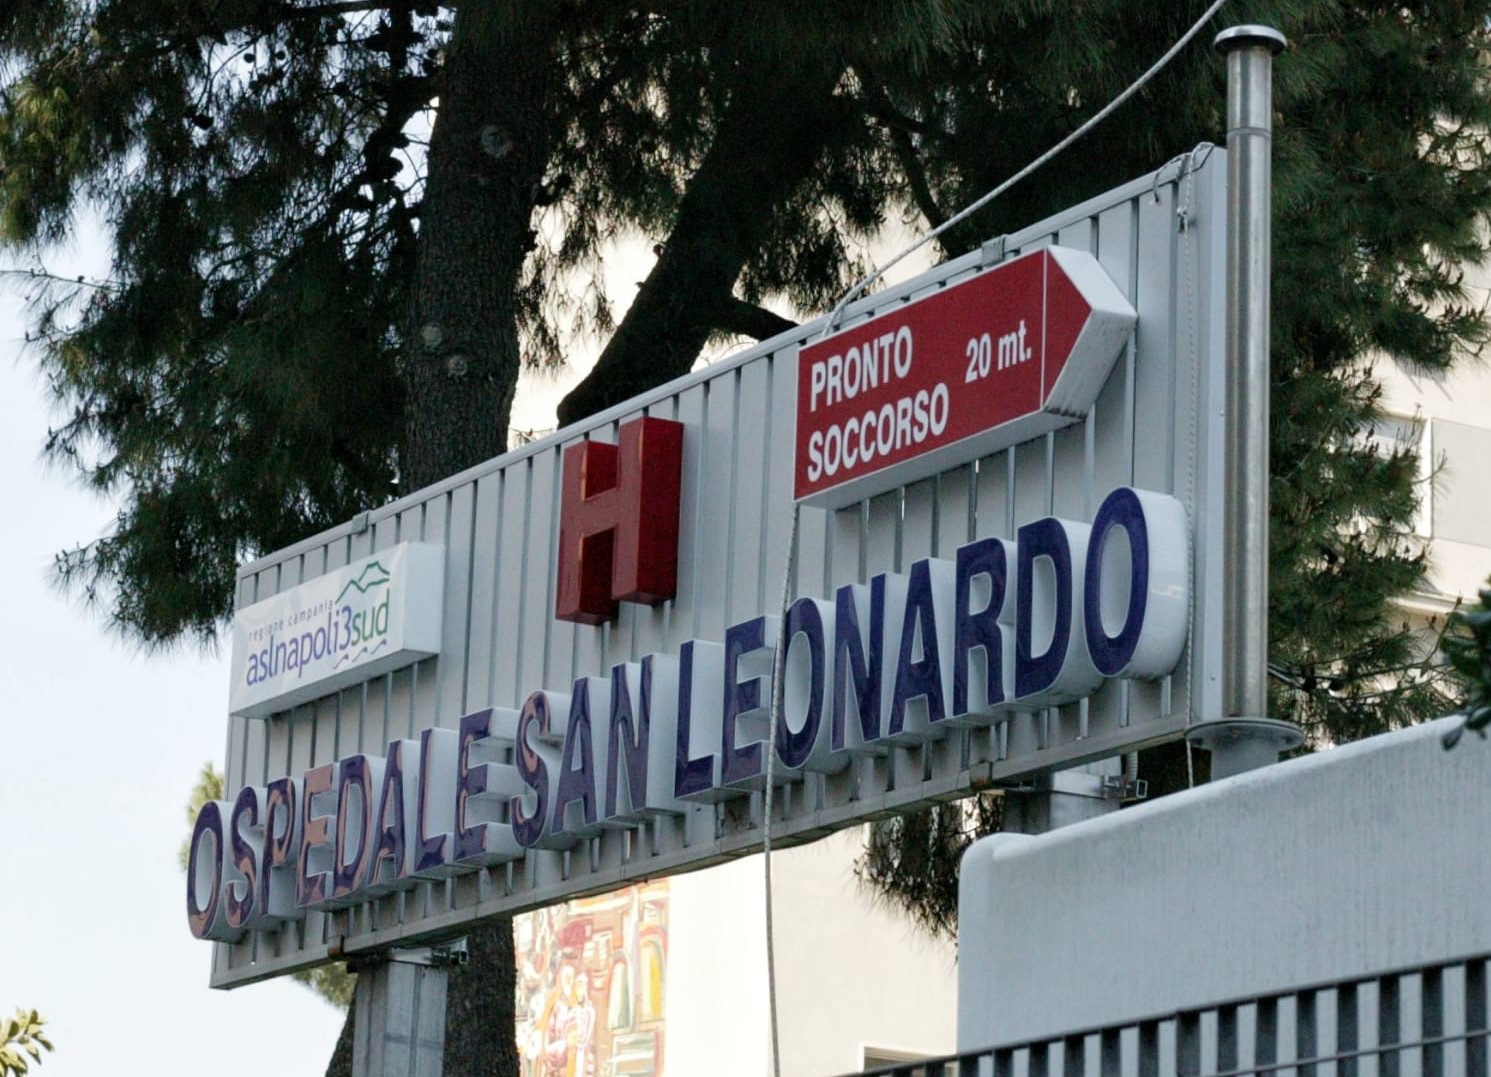 PRONTO
SOCCORSO
20 mt.
H
regione campania
aslnapoli3sud
OSPEDALE SAN LEONARDO